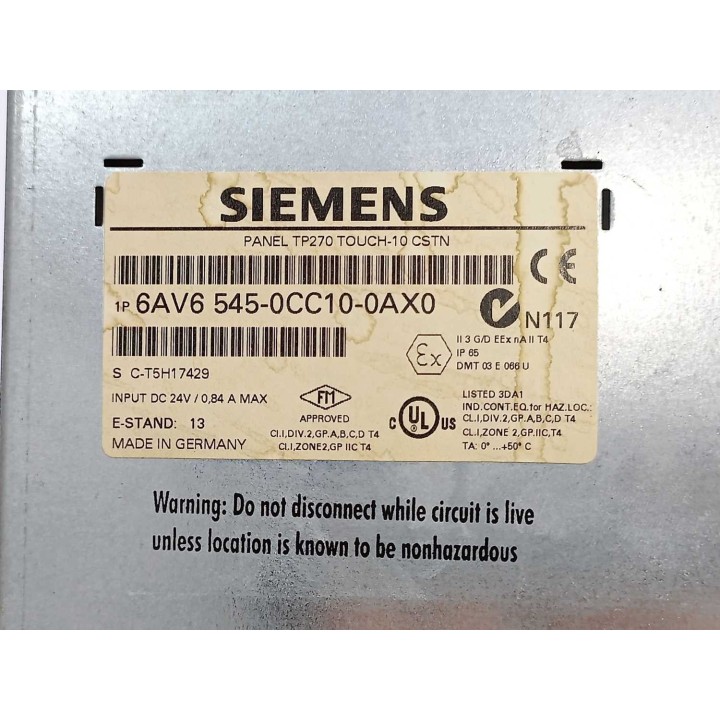 SIEMENS
PANEL TP270 TOUCH-10 CSTN
1P 6AV6 545-0CC10-0AX0
CE
N117
S C-T5H17429
Ex
II 3 G/D EEx nA II T4
IP 65
DMT 03 E 066 U
INPUT DC 24V / 0,84 A MAX
E-STAND: 13
MADE IN GERMANY
FM
APPROVED
CL.I,DIV.2,GP.A,B,C,D T4
CL.I,ZONE2,GP IIC T4
C UL US
LISTED 3DA1
IND.CONT.EQ.for HAZ.LOC.:
CL.I,DIV.2,GP.A,B,C,D T4
CL.I,ZONE 2,GP.IIC,T4
TA: 0° ...+50° C
Warning: Do not disconnect while circuit is live
unless location is known to be nonhazardous